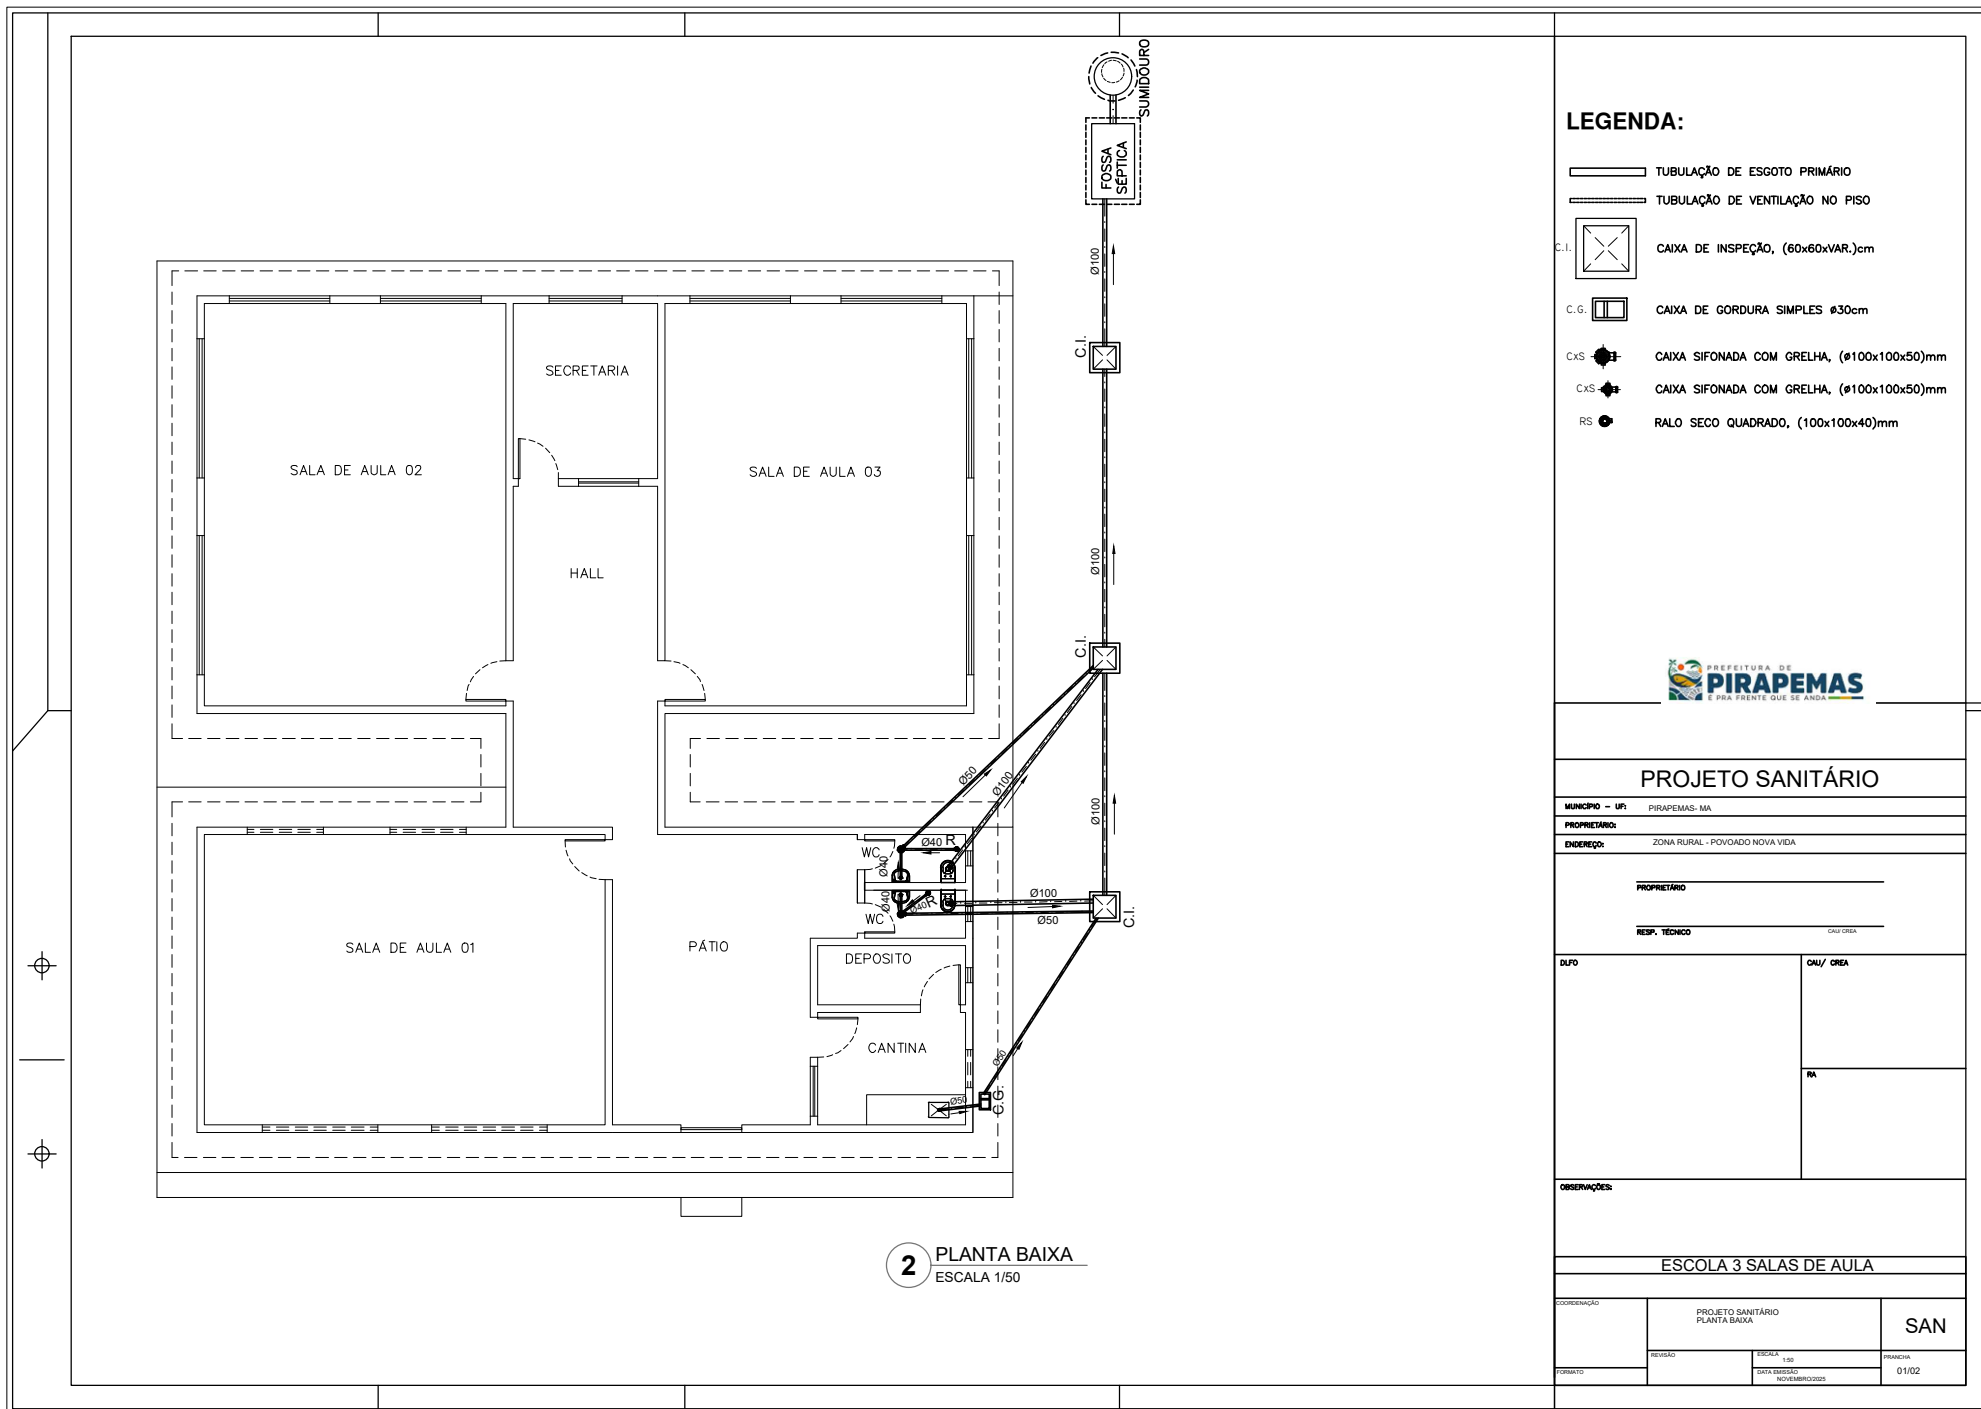 SUMIDOURO
FOSSA
SÉPTICA
Ø100
C.I.
Ø100
C.I.
Ø100
C.I.
SECRETARIA
SALA DE AULA 02
SALA DE AULA 03
HALL
Ø50
Ø100
WC
Ø40
R
Ø40
Ø40
Ø40
R
WC
Ø100
Ø50
SALA DE AULA 01
PÁTIO
DEPOSITO
CANTINA
Ø50
Ø50
C.G.
2
PLANTA BAIXA
ESCALA 1/50
LEGENDA:
TUBULAÇÃO DE ESGOTO PRIMÁRIO
TUBULAÇÃO DE VENTILAÇÃO NO PISO
C.I.
CAIXA DE INSPEÇÃO, (60x60xVAR.)cm
C.G.
CAIXA DE GORDURA SIMPLES ø30cm
CxS
CAIXA SIFONADA COM GRELHA, (ø100x100x50)mm
CxS
CAIXA SIFONADA COM GRELHA, (ø100x100x50)mm
RS
RALO SECO QUADRADO, (100x100x40)mm
PREFEITURA DE
PIRAPEMAS
É PRA FRENTE QUE SE ANDA
PROJETO SANITÁRIO
MUNICÍPIO - UF: PIRAPEMAS- MA
PROPRIETÁRIO:
ENDEREÇO: ZONA RURAL - POVOADO NOVA VIDA
PROPRIETÁRIO
RESP. TÉCNICO CAU/ CREA
DLFO
CAU/ CREA
RA
OBSERVAÇÕES:
ESCOLA 3 SALAS DE AULA
COORDENAÇÃO
PROJETO SANITÁRIO
PLANTA BAIXA
SAN
REVISÃO
ESCALA
1:50
PRANCHA
01/02
FORMATO
DATA EMISSÃO
NOVEMBRO/2025